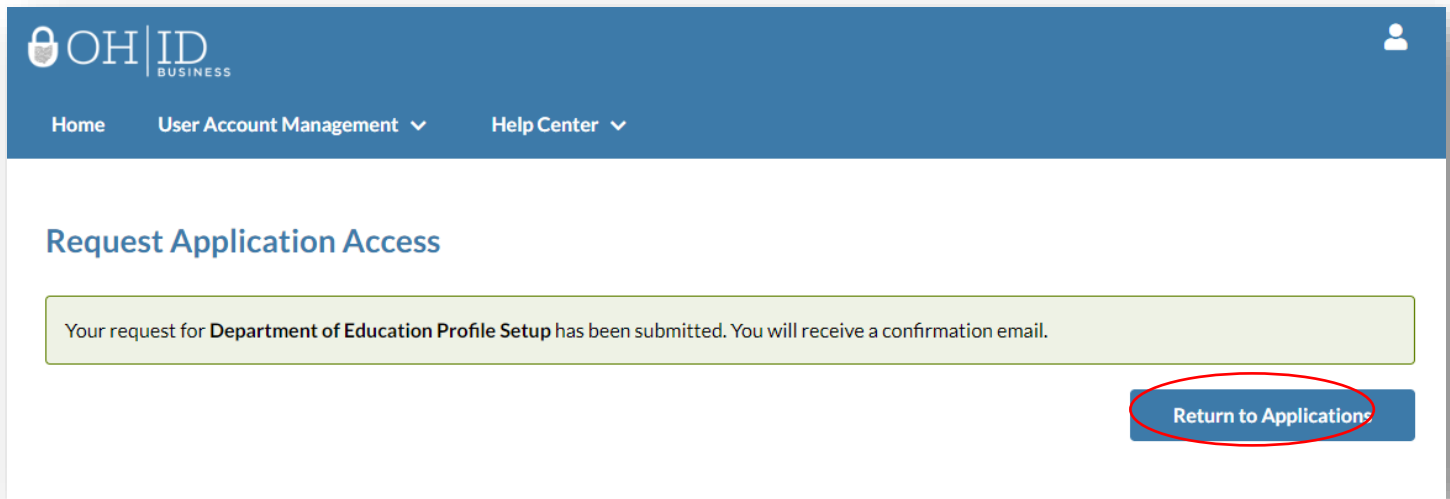 OH|ID
BUSINESS
Home User Account Management Help Center
Request Application Access
Your request for Department of Education Profile Setup has been submitted. You will receive a confirmation email.
Return to Applications